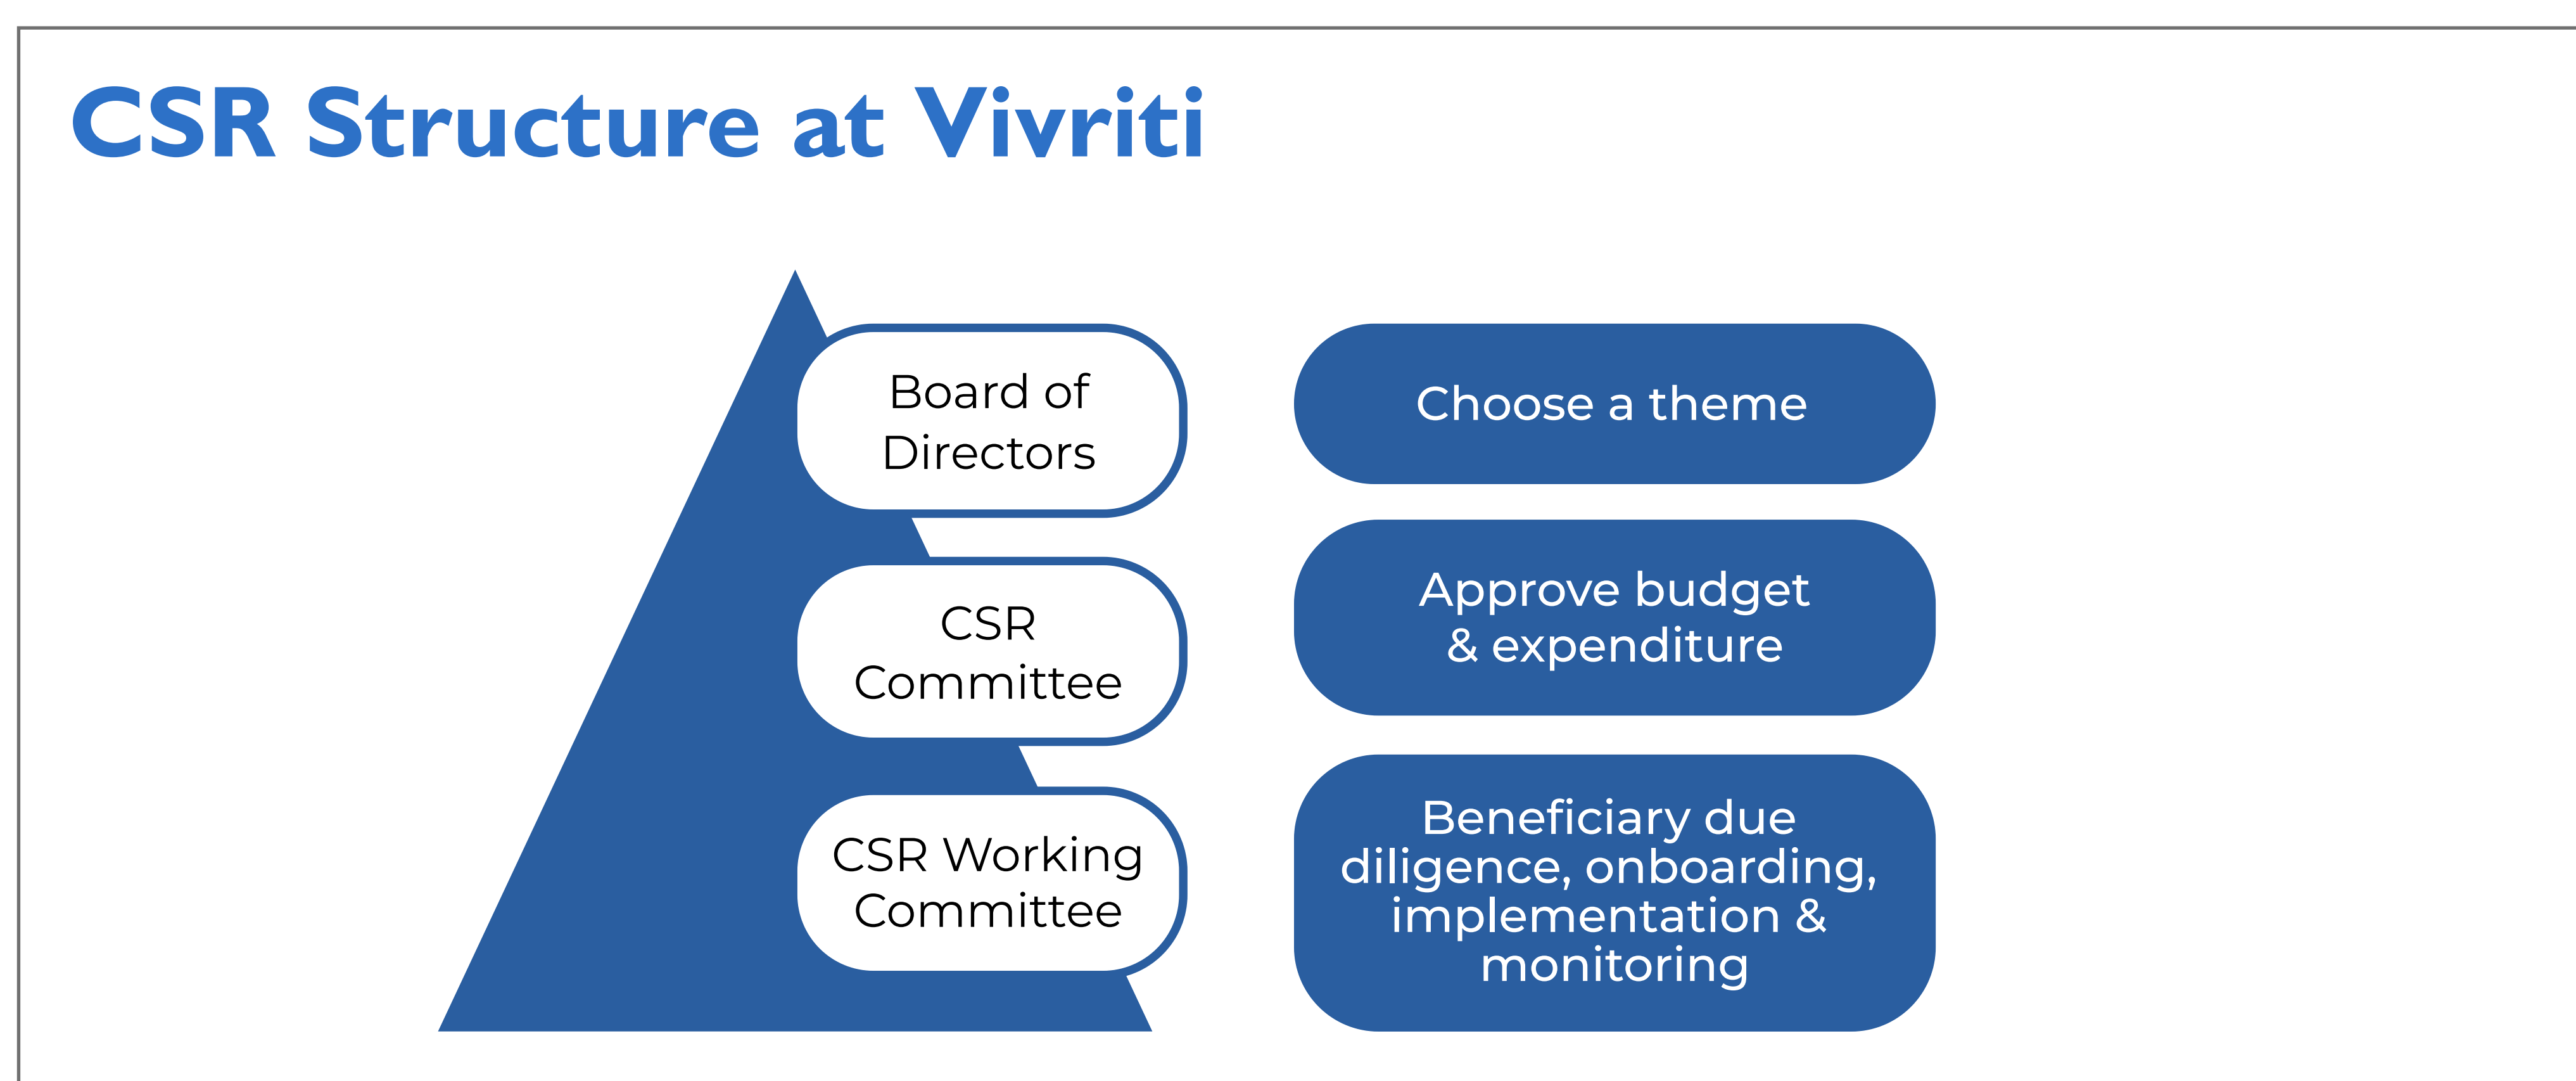 CSR Structure at Vivriti
Board of
Directors
Choose a theme
CSR
Committee
Approve budget
& expenditure
CSR Working
Committee
Beneficiary due
diligence, onboarding,
implementation &
monitoring